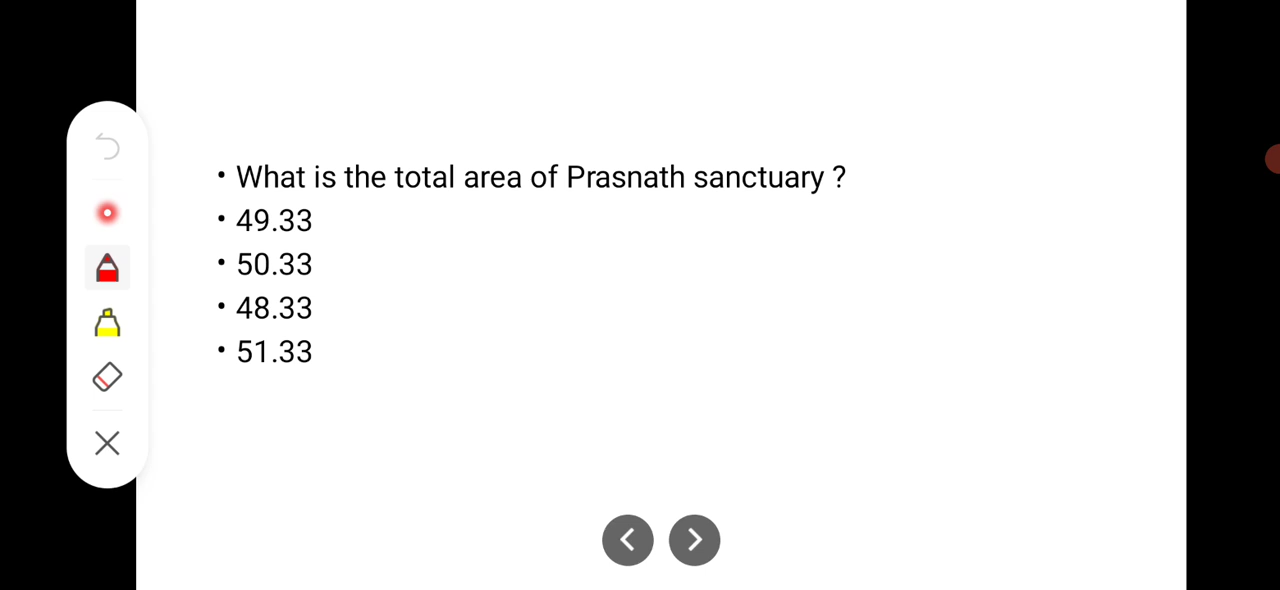 • What is the total area of Prasnath sanctuary ?
• 49.33
• 50.33
• 48.33
• 51.33